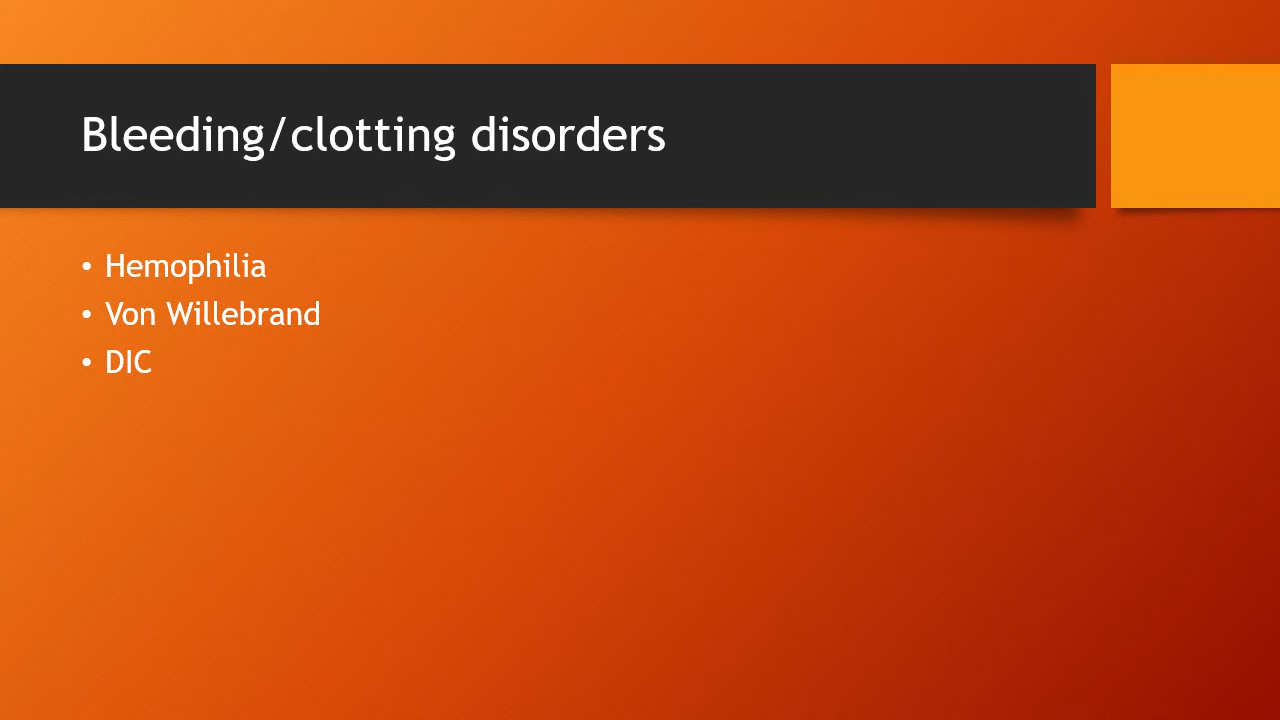 Bleeding/clotting disorders
• Hemophilia
• Von Willebrand
• DIC